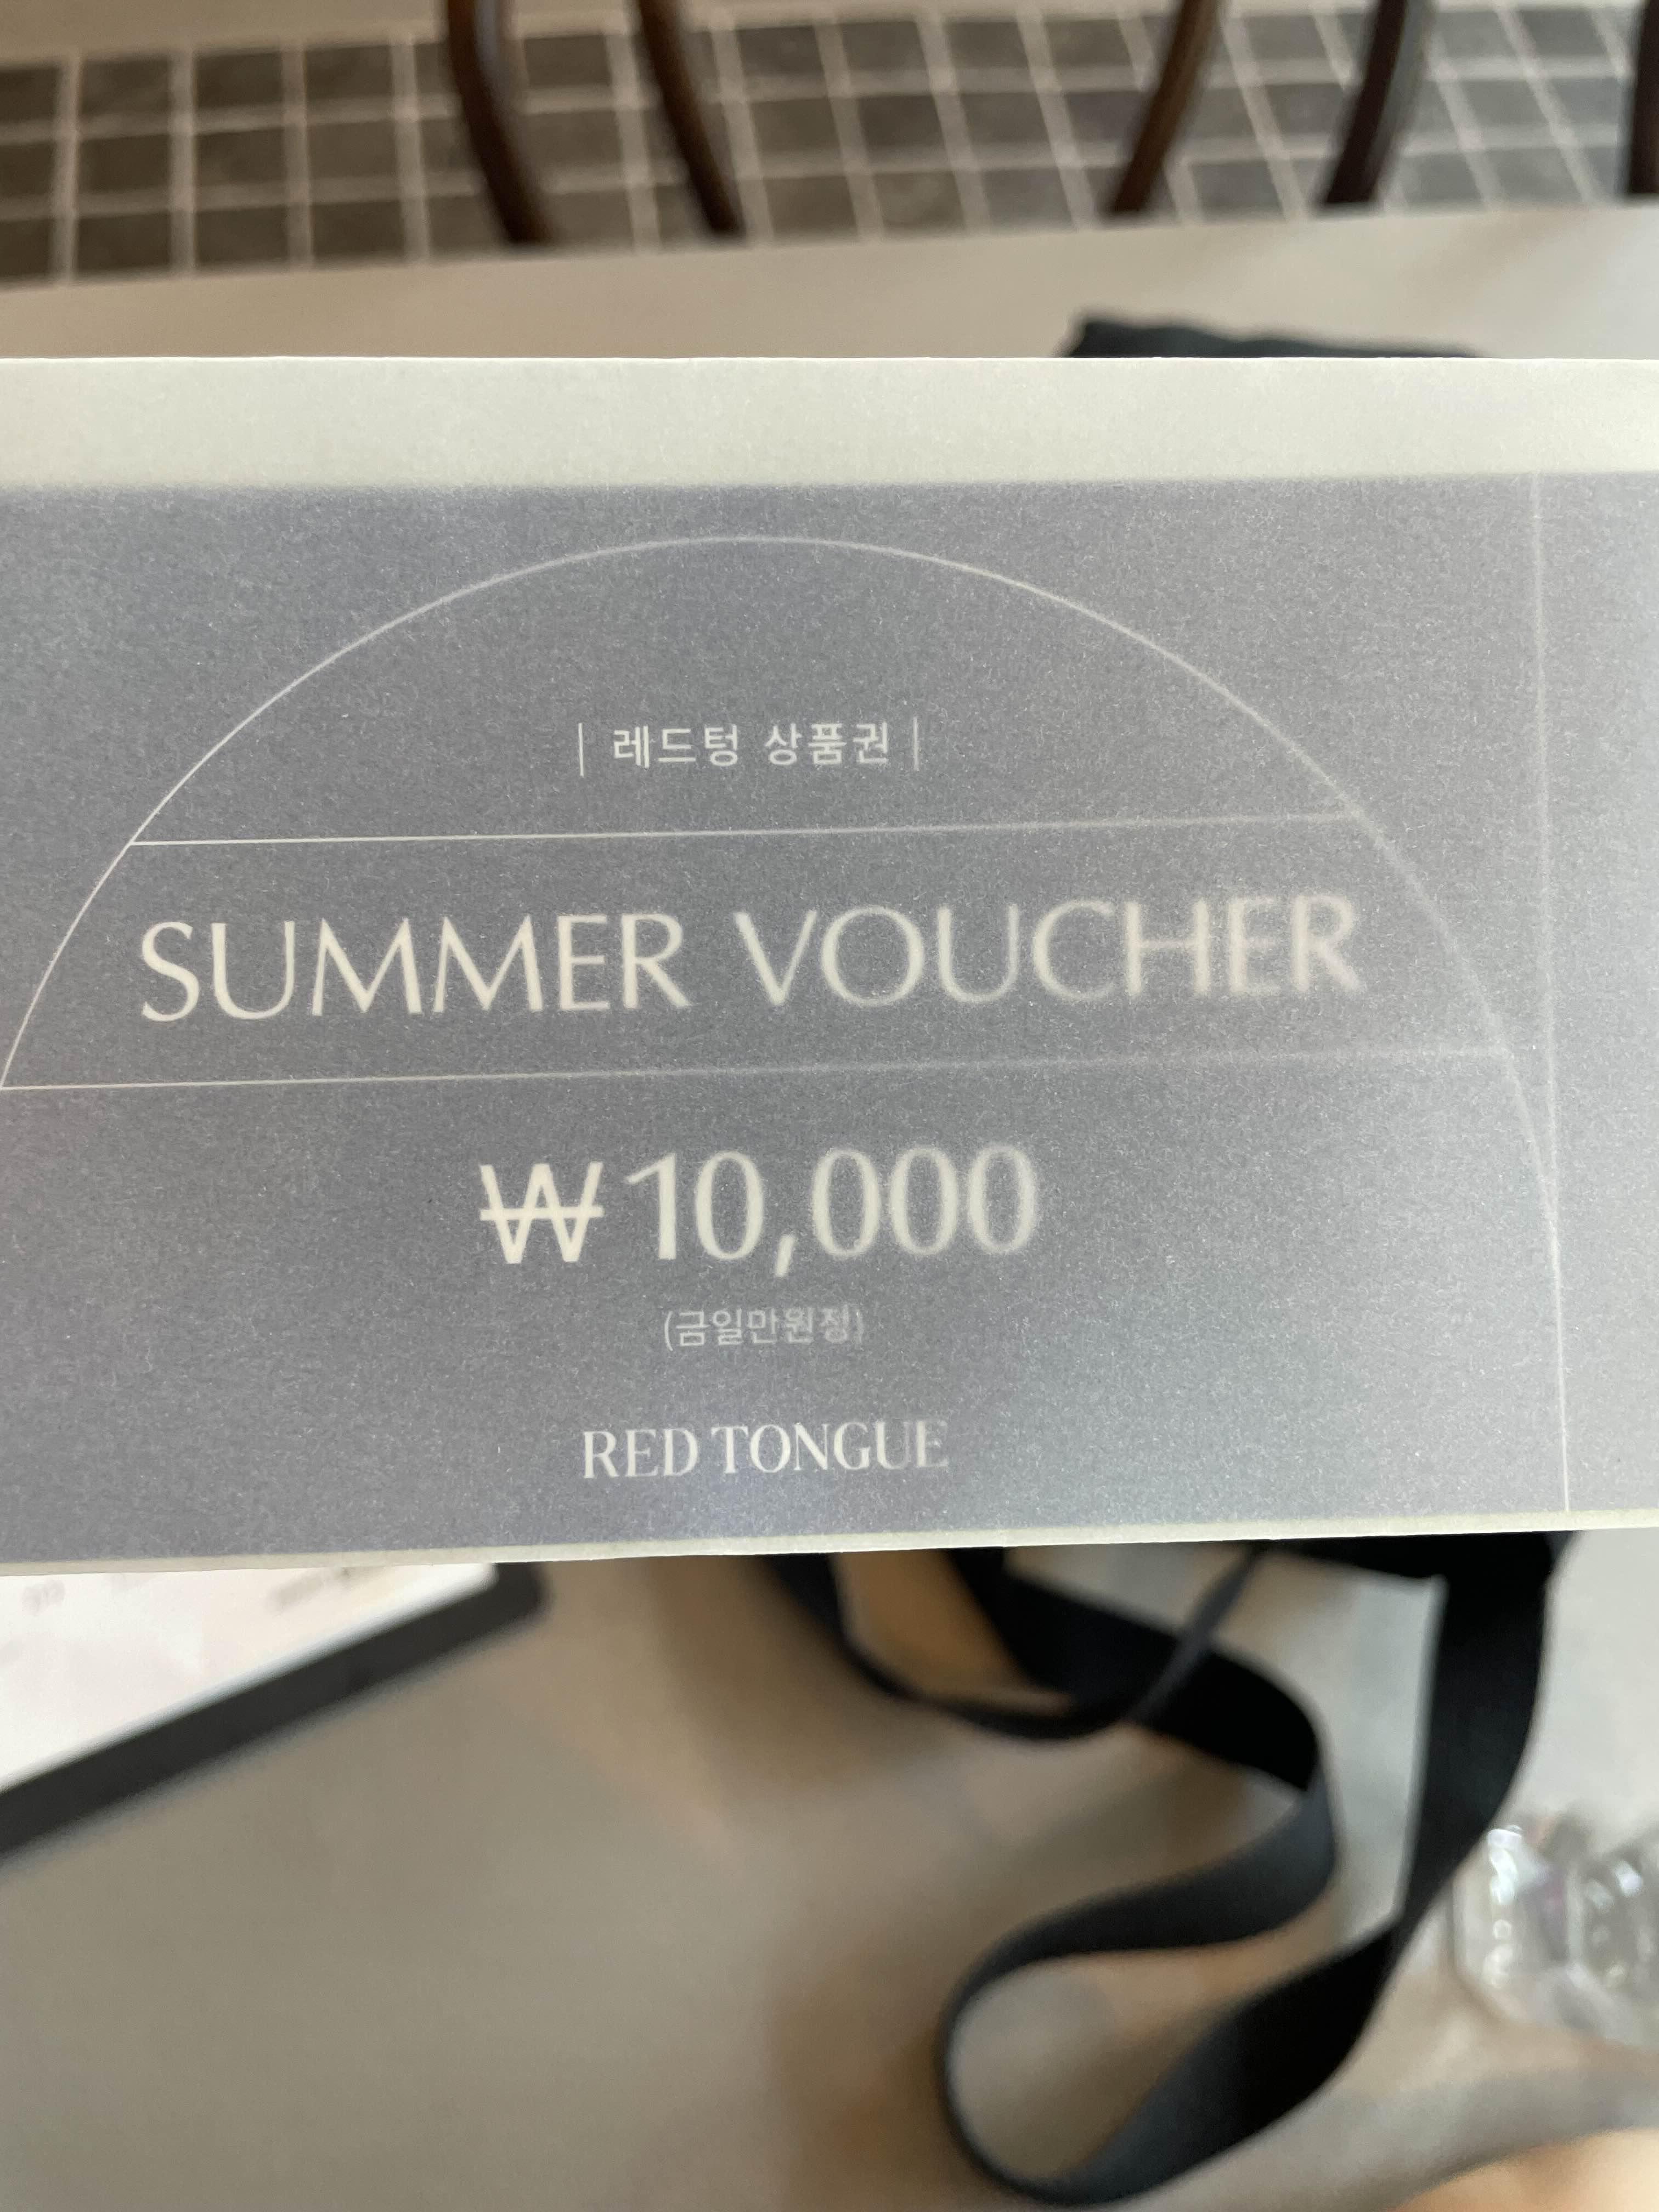 | 레드텅 상품권 |
SUMMER VOUCHER
₩10,000
(금일만원정)
RED TONGUE